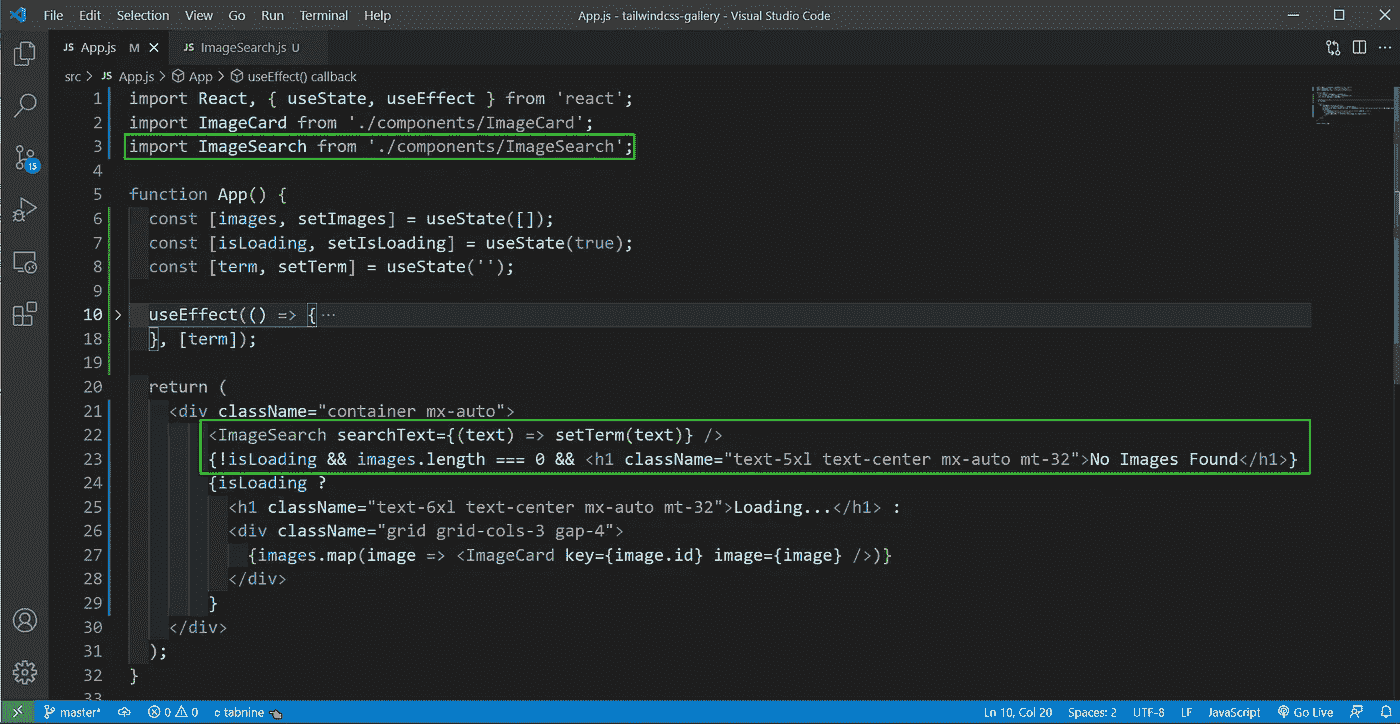 File Edit Selection View Go Run Terminal Help App.js - tailwindcss-gallery - Visual Studio Code
JS App.js M JS ImageSearch.js U
src > JS App.js > App > useEffect() callback
1 import React, { useState, useEffect } from 'react';
2 import ImageCard from './components/ImageCard';
3 import ImageSearch from './components/ImageSearch';
4
5 function App() {
6 const [images, setImages] = useState([]);
7 const [isLoading, setIsLoading] = useState(true);
8 const [term, setTerm] = useState('');
9
10 > useEffect(() => { ···
18 }, [term]);
19
20 return (
21 <div className="container mx-auto">
22 <ImageSearch searchText={(text) => setTerm(text)} />
23 {!isLoading && images.length === 0 && <h1 className="text-5xl text-center mx-auto mt-32">No Images Found</h1>}
24 {isLoading ?
25 <h1 className="text-6xl text-center mx-auto mt-32">Loading...</h1> :
26 <div className="grid grid-cols-3 gap-4">
27 {images.map(image => <ImageCard key={image.id} image={image} />)}
28 </div>
29 }
30 </div>
31 );
32 }
33
15
master* 0 0 tabnine Ln 10, Col 20 Spaces: 2 UTF-8 LF JavaScript Go Live